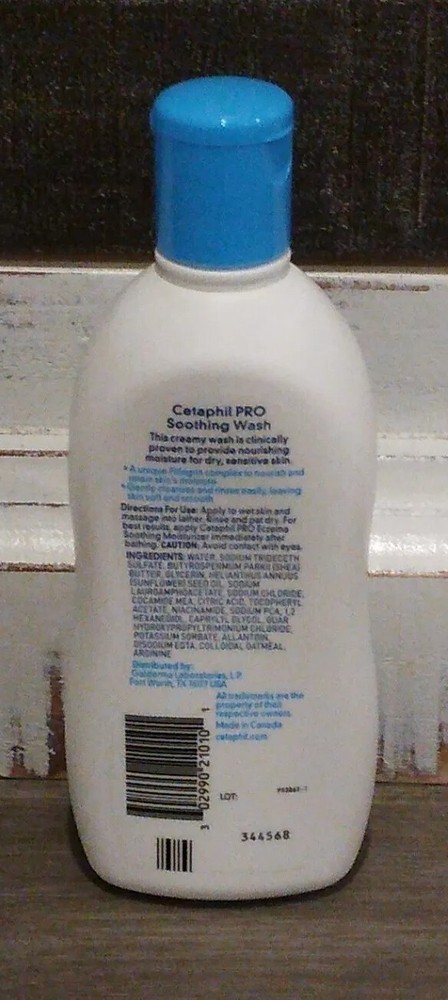 Cetaphil PRO
Soothing Wash
This creamy wash is clinically
proven to provide nourishing
moisture for dry, sensitive skin.
• A unique Filaggrin complex to nourish and
retain skin's moisture
• Gently cleanses and rinses easily, leaving
skin soft and smooth
Directions For Use: Apply to wet skin and
massage into lather. Rinse and pat dry. For
best results, apply Cetaphil PRO Eczema
Soothing Moisturizer immediately after
bathing. CAUTION: Avoid contact with eyes.
INGREDIENTS: WATER, SODIUM TRIDECETH
SULFATE, BUTYROSPERMUM PARKII (SHEA)
BUTTER, GLYCERIN, HELIANTHUS ANNUUS
(SUNFLOWER) SEED OIL, SODIUM
LAUROAMPHOACETATE, SODIUM CHLORIDE,
COCAMIDE MEA, CITRIC ACID, TOCOPHERYL
ACETATE, NIACINAMIDE, SODIUM PCA, 1,2
HEXANEDIOL, CAPRYLYL GLYCOL, GUAR
HYDROXYPROPYLTRIMONIUM CHLORIDE,
POTASSIUM SORBATE, ALLANTOIN,
DISODIUM EDTA, COLLOIDAL OATMEAL,
ARGININE
Distributed by:
Galderma Laboratories, L.P.
Fort Worth, TX 76177 USA
All trademarks are the
property of their
respective owners.
Made in Canada
cetaphil.com
3 02990 21010 1
LOT:
344568